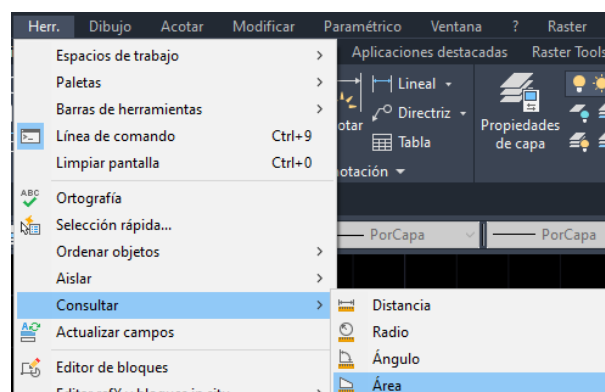 Herr. Dibujo Acotar Modificar Paramétrico Ventana ? Raster
Espacios de trabajo
Paletas
Barras de herramientas
Línea de comando Ctrl+9
Limpiar pantalla Ctrl+0
ABC
Ortografía
Selección rápida...
Ordenar objetos
Aislar
Consultar
Actualizar campos
Editor de bloques
Aplicaciones destacadas Raster Tools
Lineal
Directriz
Tabla
Propiedades
de capa
PorCapa PorCapa
Distancia
Radio
Ángulo
Área